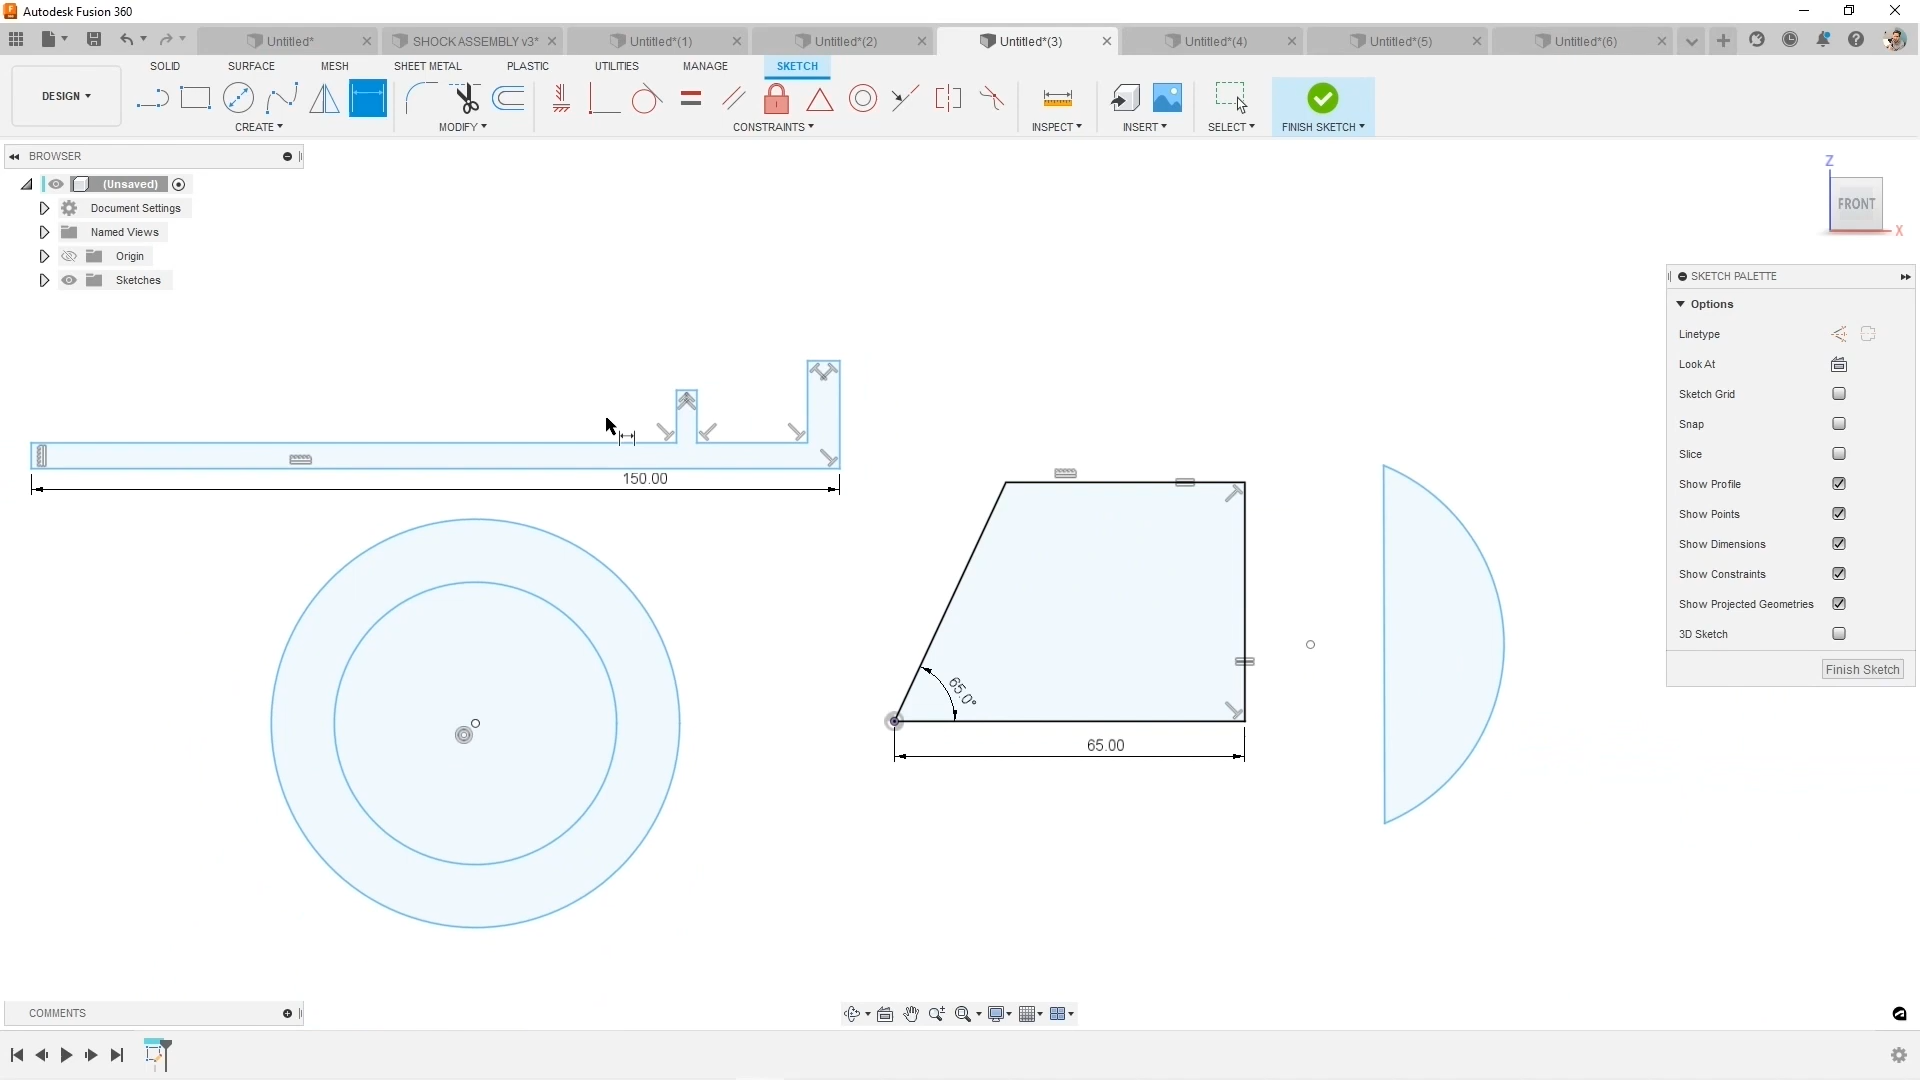 Autodesk Fusion 360
Untitled*
SHOCK ASSEMBLY v3*
Untitled*(1)
Untitled*(2)
Untitled*(3)
Untitled*(4)
Untitled*(5)
Untitled*(6)
SOLID
SURFACE
MESH
SHEET METAL
PLASTIC
UTILITIES
MANAGE
SKETCH
DESIGN
CREATE
MODIFY
CONSTRAINTS
INSPECT
INSERT
SELECT
FINISH SKETCH
BROWSER
(Unsaved)
Document Settings
Named Views
Origin
Sketches
Z
FRONT
X
SKETCH PALETTE
Options
Linetype
Look At
Sketch Grid
Snap
Slice
Show Profile
Show Points
Show Dimensions
Show Constraints
Show Projected Geometries
3D Sketch
Finish Sketch
150.00
65.0°
65.00
COMMENTS